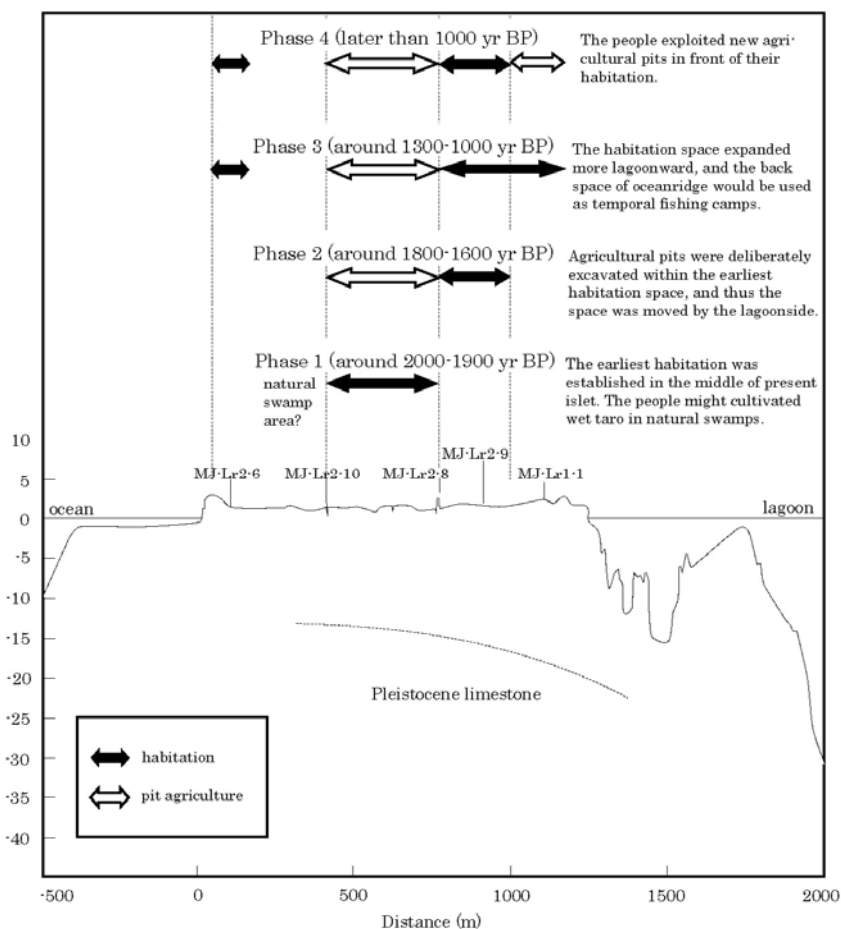 Phase 4 (later than 1000 yr BP)
The people exploited new agri-
cultural pits in front of their
habitation.
Phase 3 (around 1300-1000 yr BP)
The habitation space expanded
more lagoonward, and the back
space of oceanridge would be used
as temporal fishing camps.
Phase 2 (around 1800-1600 yr BP)
Agricultural pits were deliberately
excavated within the earliest
habitation space, and thus the
space was moved by the lagoonside.
Phase 1 (around 2000-1900 yr BP)
natural
swamp
area?
The earliest habitation was
established in the middle of present
islet. The people might cultivated
wet taro in natural swamps.
10
5
0
-5
-10
-15
-20
-25
-30
-35
-40
MJ-Lr2-6
MJ-Lr2-10
MJ-Lr2-8
MJ-Lr2-9
MJ-Lr1-1
ocean
lagoon
Pleistocene limestone
habitation
pit agriculture
-500
0
500
1000
1500
2000
Distance (m)